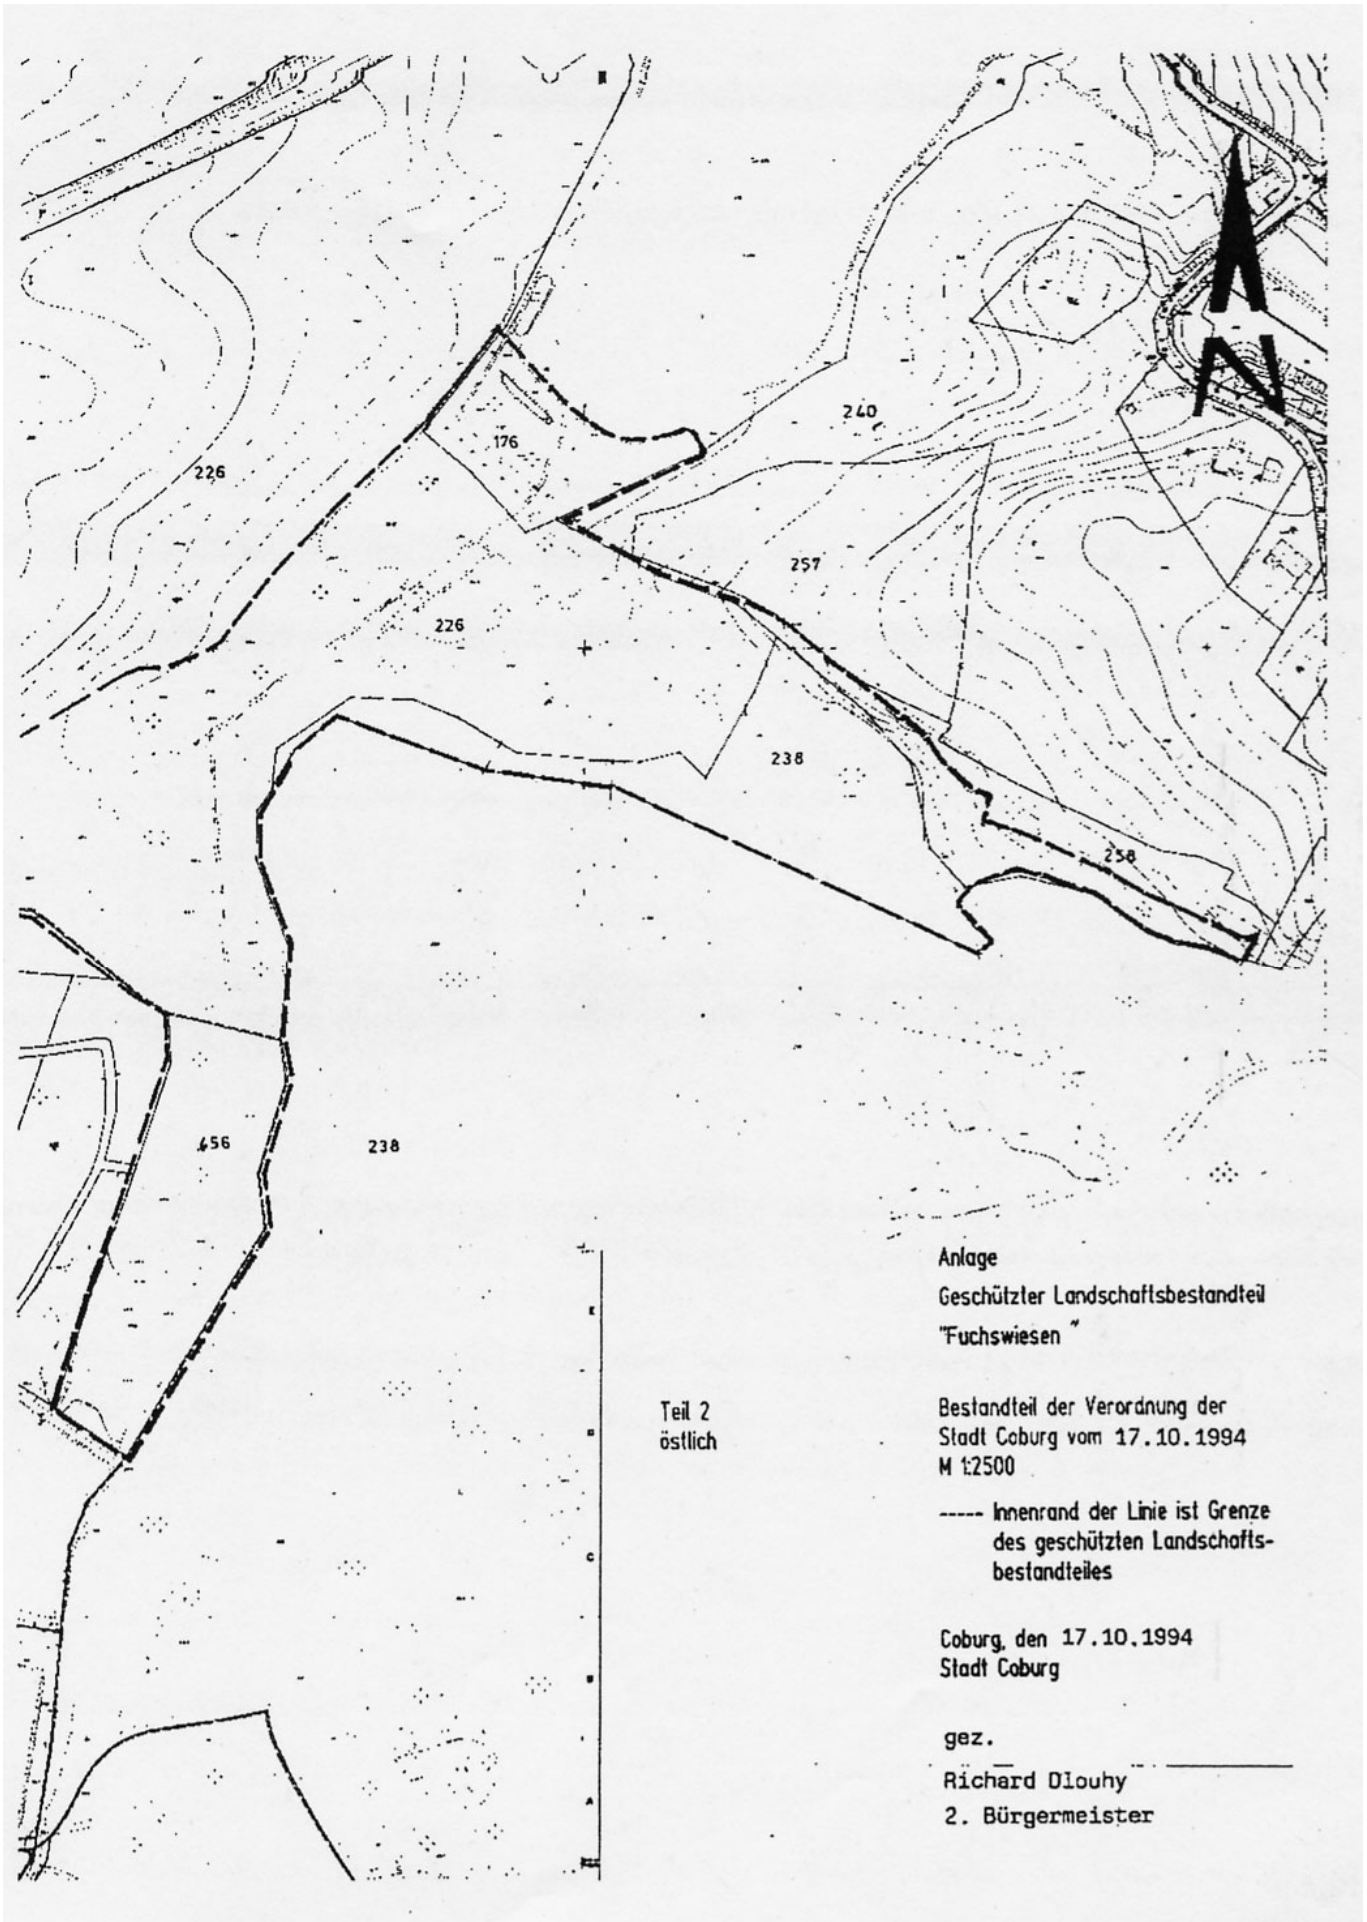 N
240
176
226
257
226
238
258
456
238
Anlage
Geschützter Landschaftsbestandteil
"Fuchswiesen"
Teil 2
östlich
Bestandteil der Verordnung der
Stadt Coburg vom 17.10.1994
M 1:2500
----- Innenrand der Linie ist Grenze
des geschützten Landschafts-
bestandteiles
Coburg, den 17.10.1994
Stadt Coburg
gez.
Richard Dlouhy
2. Bürgermeister
E
D
C
B
A